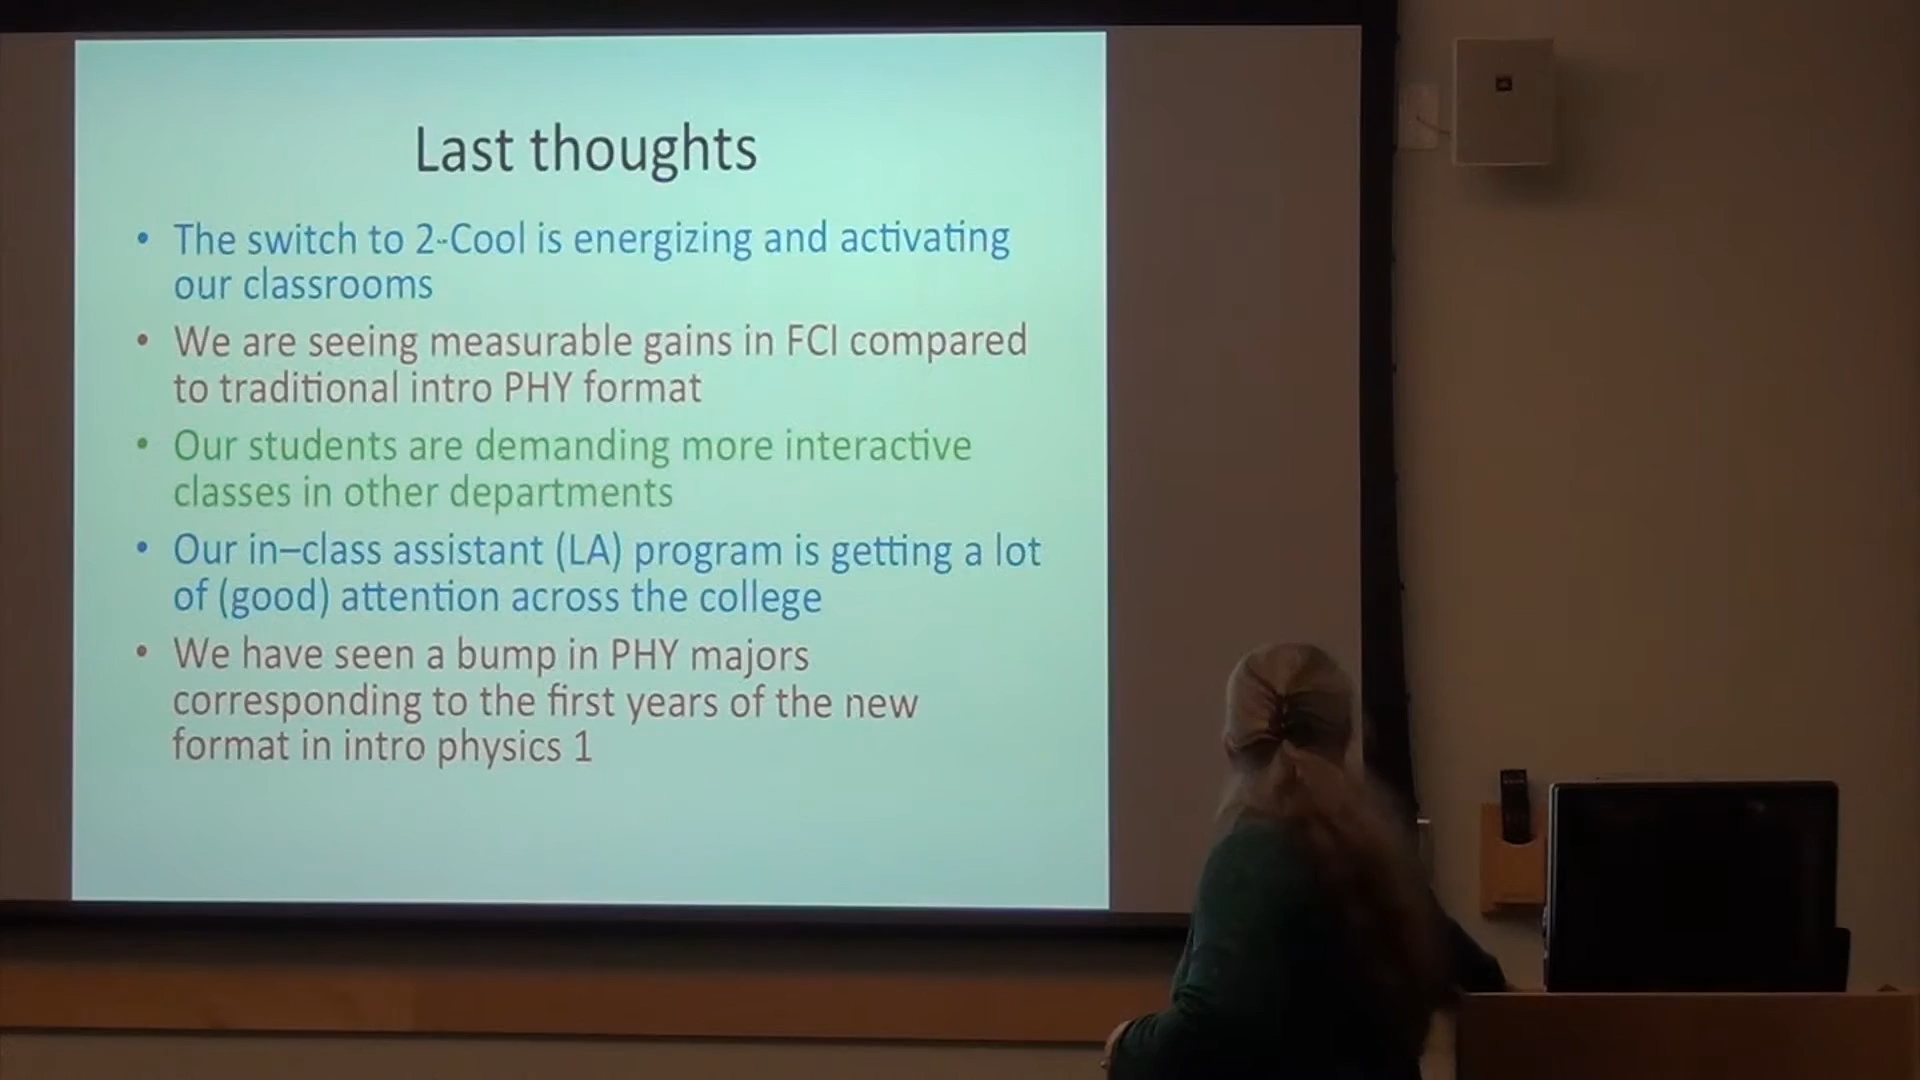 Last thoughts
• The switch to 2-Cool is energizing and activating
our classrooms
• We are seeing measurable gains in FCI compared
to traditional intro PHY format
• Our students are demanding more interactive
classes in other departments
• Our in–class assistant (LA) program is getting a lot
of (good) attention across the college
• We have seen a bump in PHY majors
corresponding to the first years of the new
format in intro physics 1